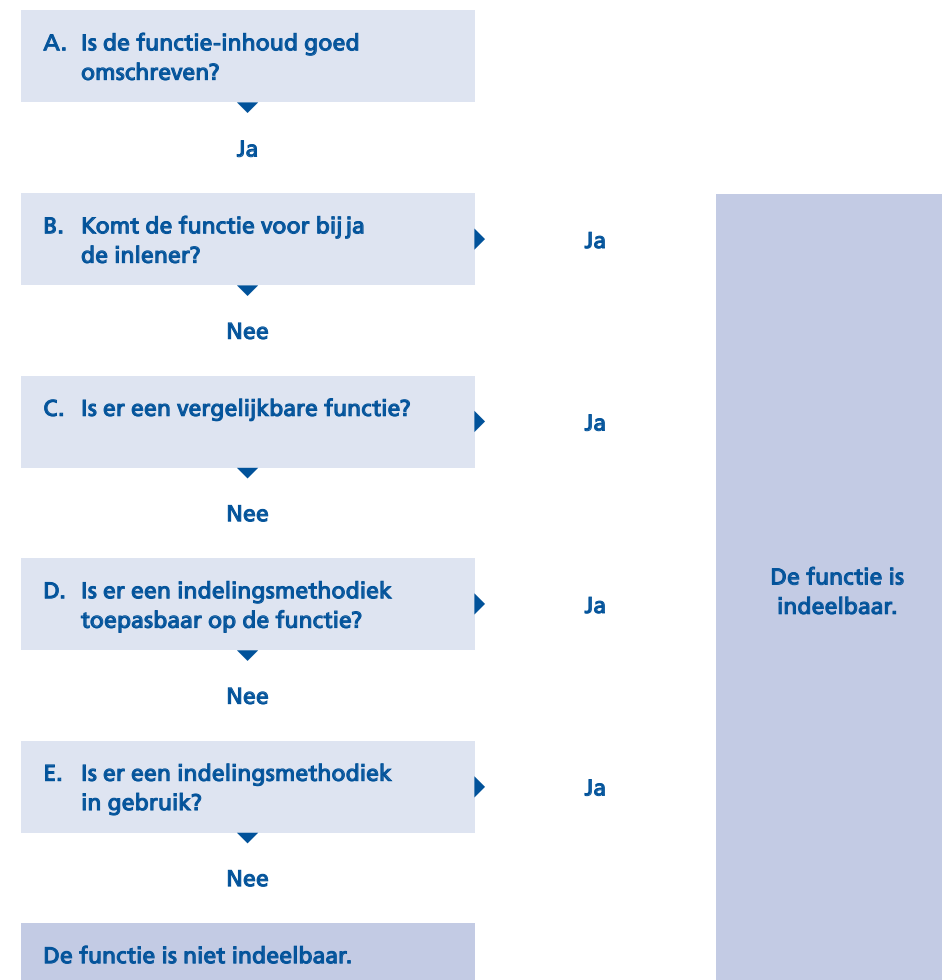 A. Is de functie-inhoud goed
omschreven?
Ja
B. Komt de functie voor bij ja
de inlener?
Ja
Nee
C. Is er een vergelijkbare functie?
Ja
Nee
D. Is er een indelingsmethodiek
toepasbaar op de functie?
Ja
De functie is
indeelbaar.
Nee
E. Is er een indelingsmethodiek
in gebruik?
Ja
Nee
De functie is niet indeelbaar.